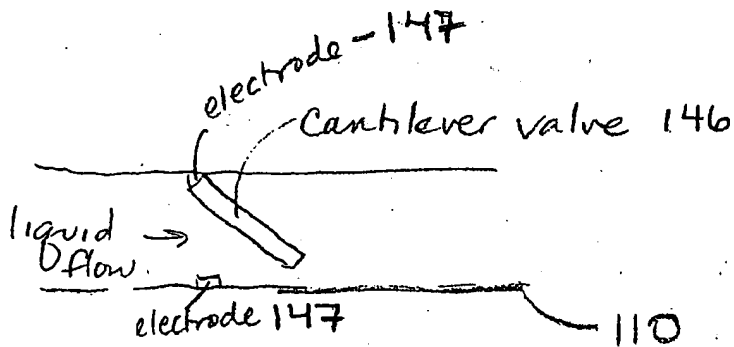 electrode-147
Cantilever valve 146
liquid
flow.
electrode 147
110